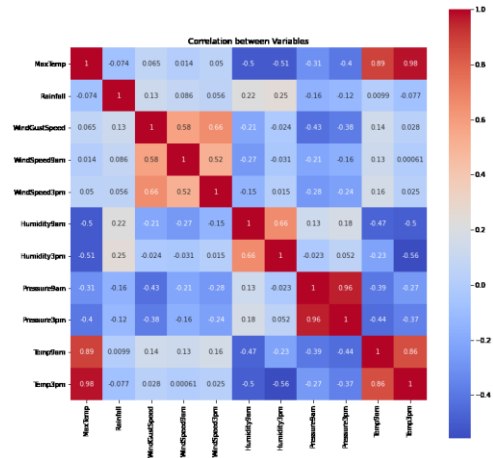 Correlation between Variables
MaxTemp 1 -0.074 0.065 0.014 0.05 -0.5 -0.51 -0.31 -0.4 0.89 0.98
Rainfall -0.074 1 0.13 0.086 0.056 0.22 0.25 -0.16 -0.12 0.0099 -0.077
WindGustSpeed 0.065 0.13 1 0.58 0.66 -0.21 -0.024 -0.43 -0.38 0.14 0.028
WindSpeed9am 0.014 0.086 0.58 1 0.52 -0.27 -0.031 -0.21 -0.16 0.13 0.00061
WindSpeed3pm 0.05 0.056 0.66 0.52 1 -0.15 0.015 -0.28 -0.24 0.16 0.025
Humidity9am -0.5 0.22 -0.21 -0.27 -0.15 1 0.66 0.13 0.18 -0.47 -0.5
Humidity3pm -0.51 0.25 -0.024 -0.031 0.015 0.66 1 -0.023 0.052 -0.23 -0.56
Pressure9am -0.31 -0.16 -0.43 -0.21 -0.28 0.13 -0.023 1 0.96 -0.39 -0.27
Pressure3pm -0.4 -0.12 -0.38 -0.16 -0.24 0.18 0.052 0.96 1 -0.44 -0.37
Temp9am 0.89 0.0099 0.14 0.13 0.16 -0.47 -0.23 -0.39 -0.44 1 0.86
Temp3pm 0.98 -0.077 0.028 0.00061 0.025 -0.5 -0.56 -0.27 -0.37 0.86 1
MaxTemp Rainfall WindGustSpeed WindSpeed9am WindSpeed3pm Humidity9am Humidity3pm Pressure9am Pressure3pm Temp9am Temp3pm
1.0
0.8
0.6
0.4
0.2
0.0
-0.2
-0.4